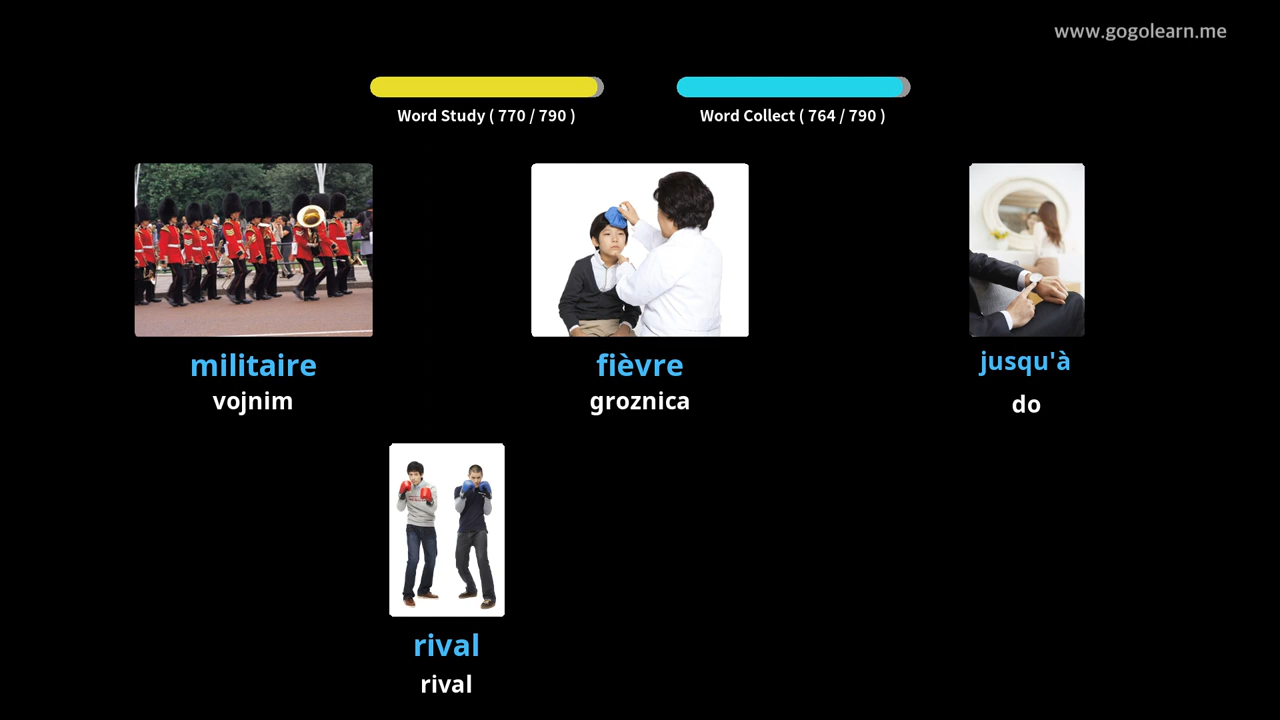 www.gogolearn.me
Word Study ( 770 / 790 )
Word Collect ( 764 / 790 )
militaire
vojnim
fièvre
groznica
jusqu'à
do
rival
rival